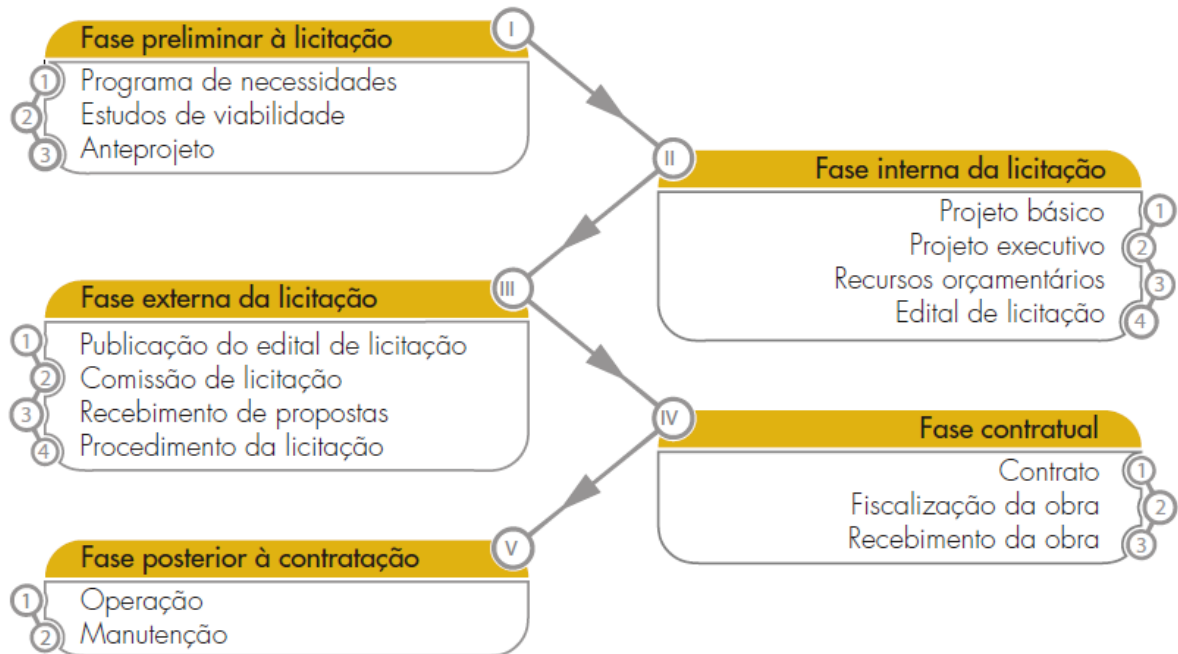 I
Fase preliminar à licitação
1 Programa de necessidades
2 Estudos de viabilidade
3 Anteprojeto
II
Fase interna da licitação
Projeto básico 1
Projeto executivo 2
Recursos orçamentários 3
Edital de licitação 4
III
Fase externa da licitação
1 Publicação do edital de licitação
2 Comissão de licitação
3 Recebimento de propostas
4 Procedimento da licitação
IV
Fase contratual
Contrato 1
Fiscalização da obra 2
Recebimento da obra 3
V
Fase posterior à contratação
1 Operação
2 Manutenção